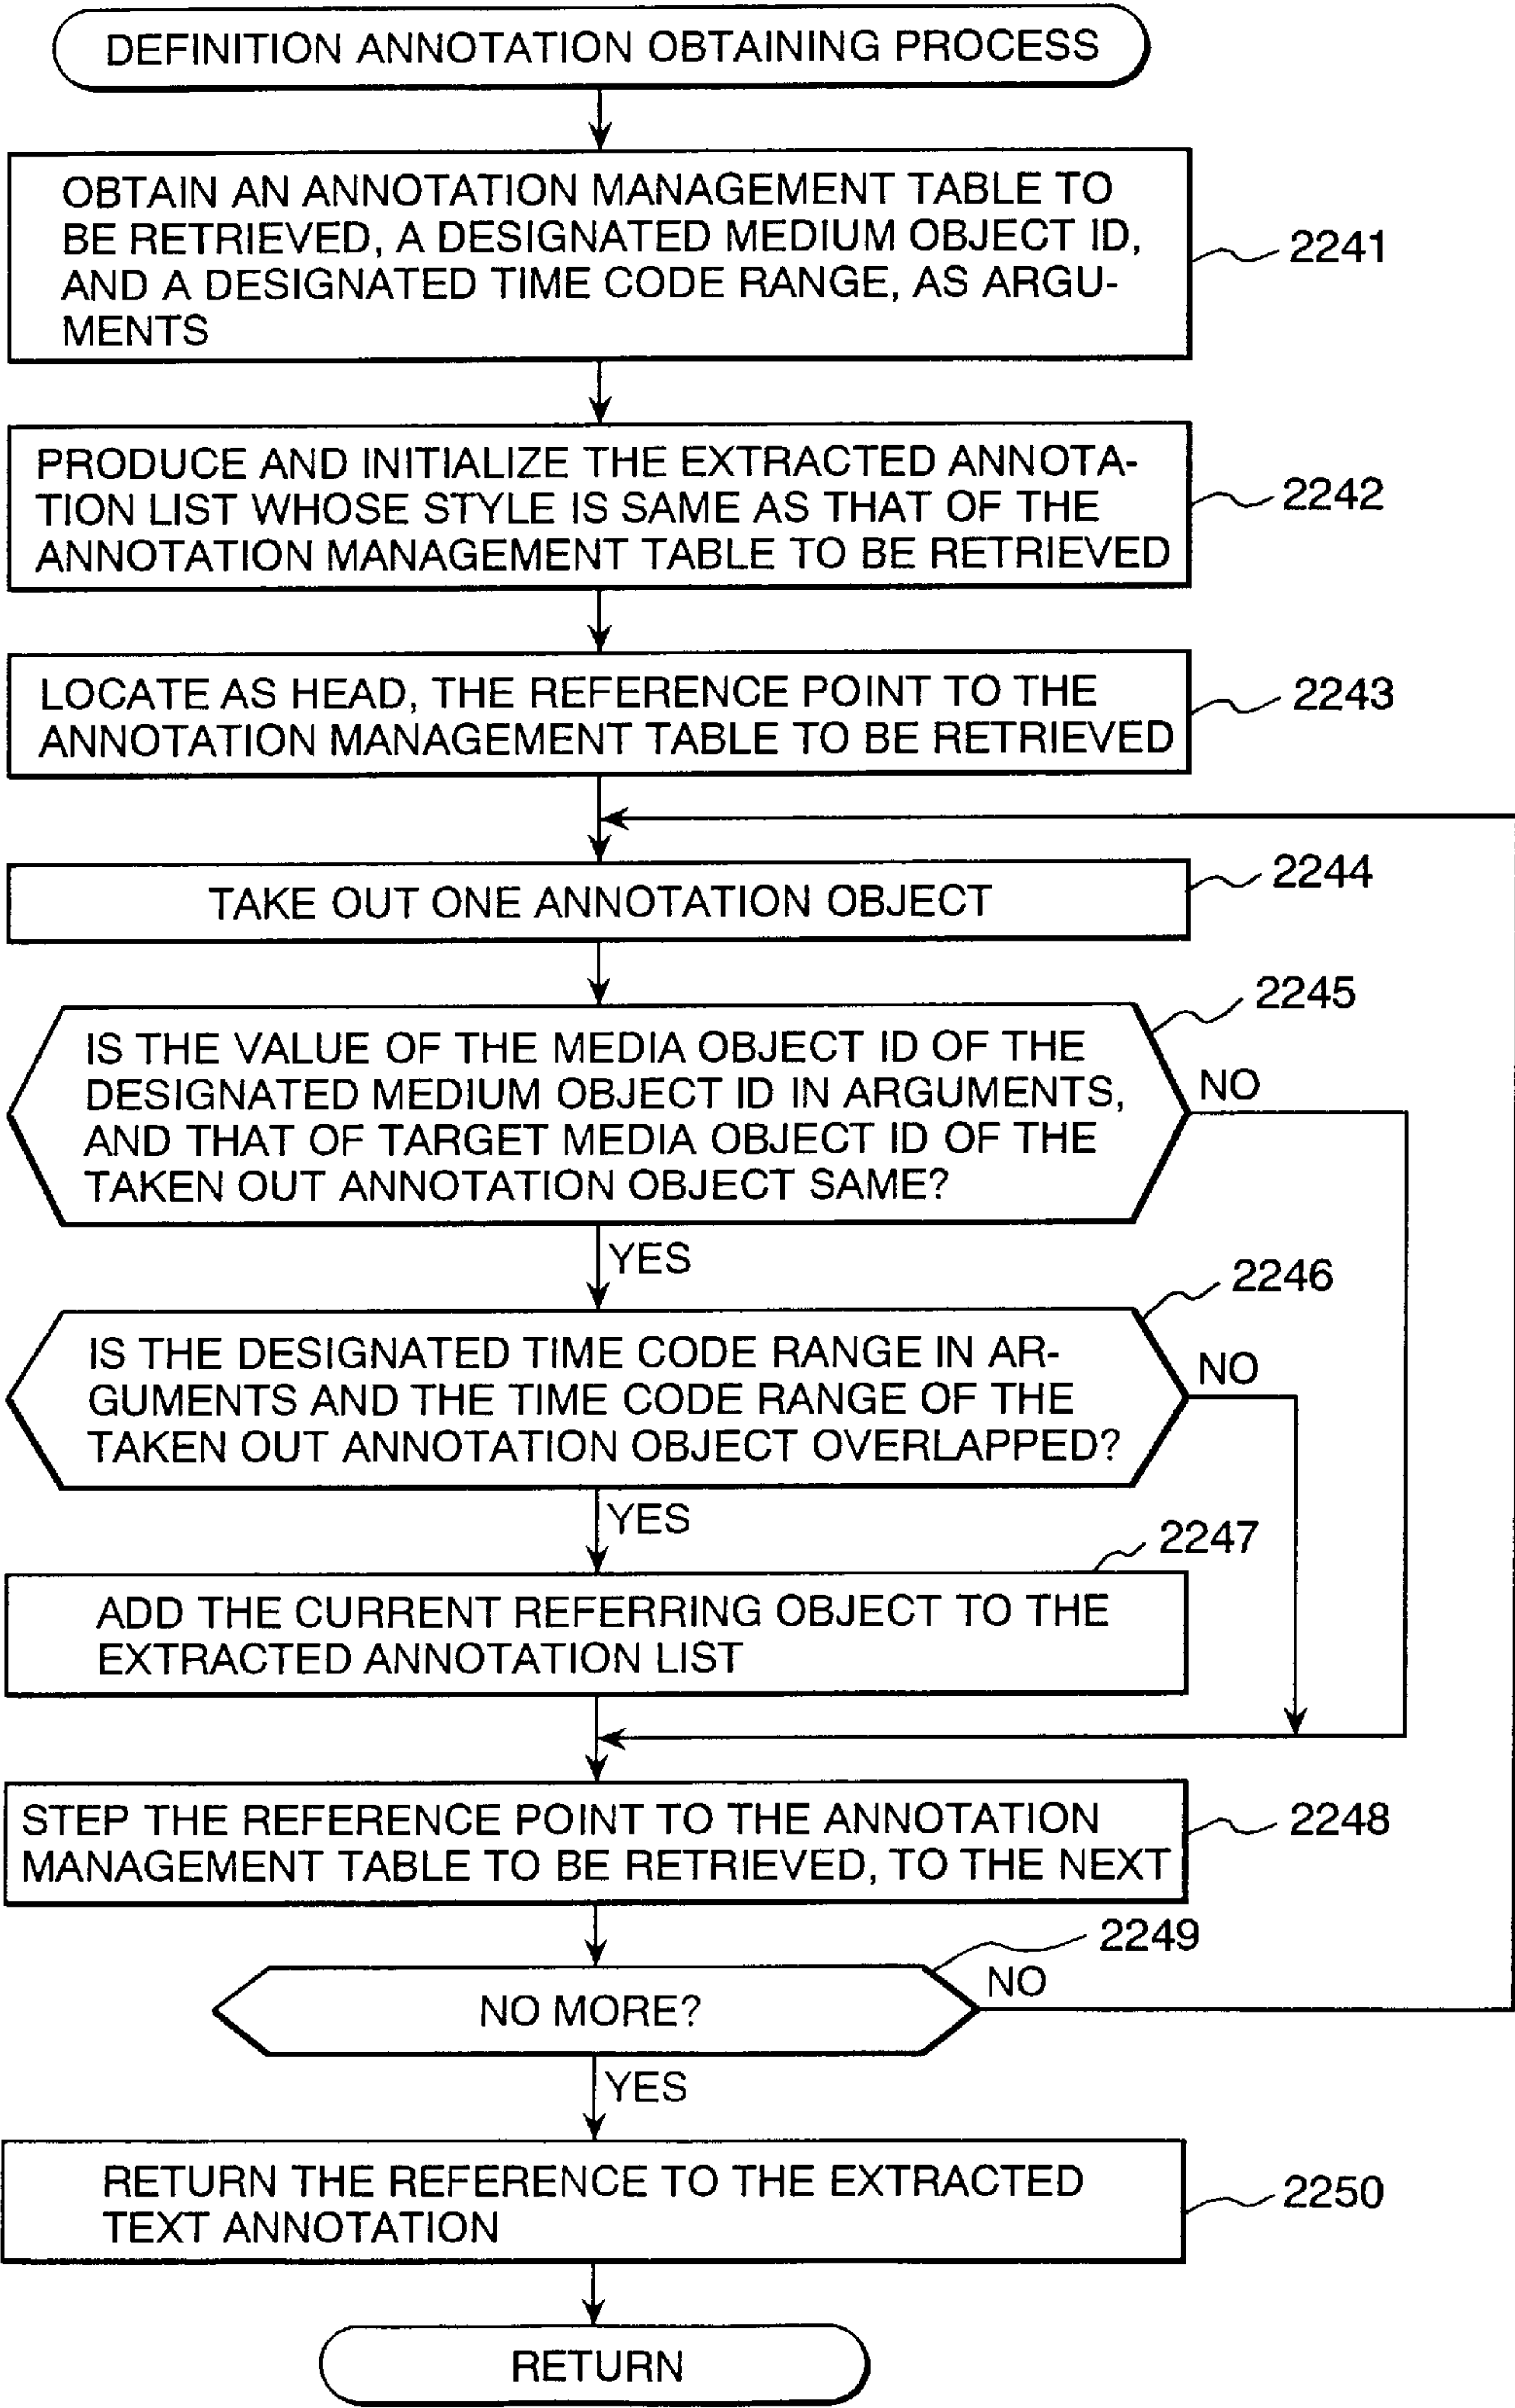 DEFINITION ANNOTATION OBTAINING PROCESS
OBTAIN AN ANNOTATION MANAGEMENT TABLE TO
BE RETRIEVED, A DESIGNATED MEDIUM OBJECT ID,
AND A DESIGNATED TIME CODE RANGE, AS ARGU-
MENTS
2241
PRODUCE AND INITIALIZE THE EXTRACTED ANNOTA-
TION LIST WHOSE STYLE IS SAME AS THAT OF THE
ANNOTATION MANAGEMENT TABLE TO BE RETRIEVED
2242
LOCATE AS HEAD, THE REFERENCE POINT TO THE
ANNOTATION MANAGEMENT TABLE TO BE RETRIEVED
2243
TAKE OUT ONE ANNOTATION OBJECT
2244
2245
IS THE VALUE OF THE MEDIA OBJECT ID OF THE
DESIGNATED MEDIUM OBJECT ID IN ARGUMENTS,
AND THAT OF TARGET MEDIA OBJECT ID OF THE
TAKEN OUT ANNOTATION OBJECT SAME?
NO
YES
2246
IS THE DESIGNATED TIME CODE RANGE IN AR-
GUMENTS AND THE TIME CODE RANGE OF THE
TAKEN OUT ANNOTATION OBJECT OVERLAPPED?
NO
YES
2247
ADD THE CURRENT REFERRING OBJECT TO THE
EXTRACTED ANNOTATION LIST
STEP THE REFERENCE POINT TO THE ANNOTATION
MANAGEMENT TABLE TO BE RETRIEVED, TO THE NEXT
2248
2249
NO MORE?
NO
YES
RETURN THE REFERENCE TO THE EXTRACTED
TEXT ANNOTATION
2250
RETURN